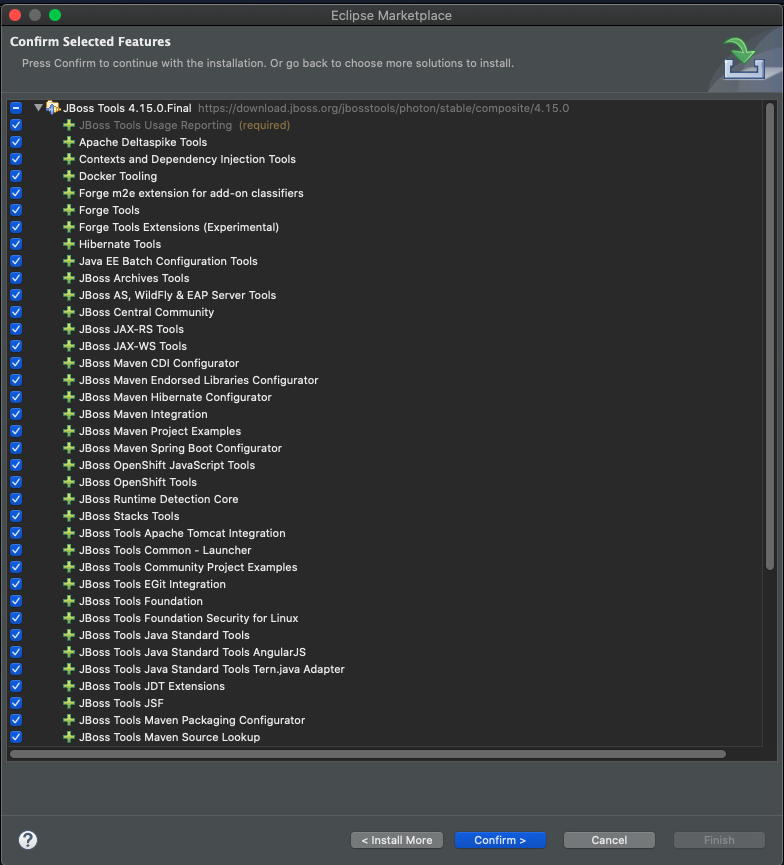 Eclipse Marketplace
Confirm Selected Features
Press Confirm to continue with the installation. Or go back to choose more solutions to install.
JBoss Tools 4.15.0.Final https://download.jboss.org/jbosstools/photon/stable/composite/4.15.0
JBoss Tools Usage Reporting (required)
Apache Deltaspike Tools
Contexts and Dependency Injection Tools
Docker Tooling
Forge m2e extension for add-on classifiers
Forge Tools
Forge Tools Extensions (Experimental)
Hibernate Tools
Java EE Batch Configuration Tools
JBoss Archives Tools
JBoss AS, WildFly & EAP Server Tools
JBoss Central Community
JBoss JAX-RS Tools
JBoss JAX-WS Tools
JBoss Maven CDI Configurator
JBoss Maven Endorsed Libraries Configurator
JBoss Maven Hibernate Configurator
JBoss Maven Integration
JBoss Maven Project Examples
JBoss Maven Spring Boot Configurator
JBoss OpenShift JavaScript Tools
JBoss OpenShift Tools
JBoss Runtime Detection Core
JBoss Stacks Tools
JBoss Tools Apache Tomcat Integration
JBoss Tools Common - Launcher
JBoss Tools Community Project Examples
JBoss Tools EGit Integration
JBoss Tools Foundation
JBoss Tools Foundation Security for Linux
JBoss Tools Java Standard Tools
JBoss Tools Java Standard Tools AngularJS
JBoss Tools Java Standard Tools Tern.java Adapter
JBoss Tools JDT Extensions
JBoss Tools JSF
JBoss Tools Maven Packaging Configurator
JBoss Tools Maven Source Lookup
? < Install More Confirm > Cancel Finish